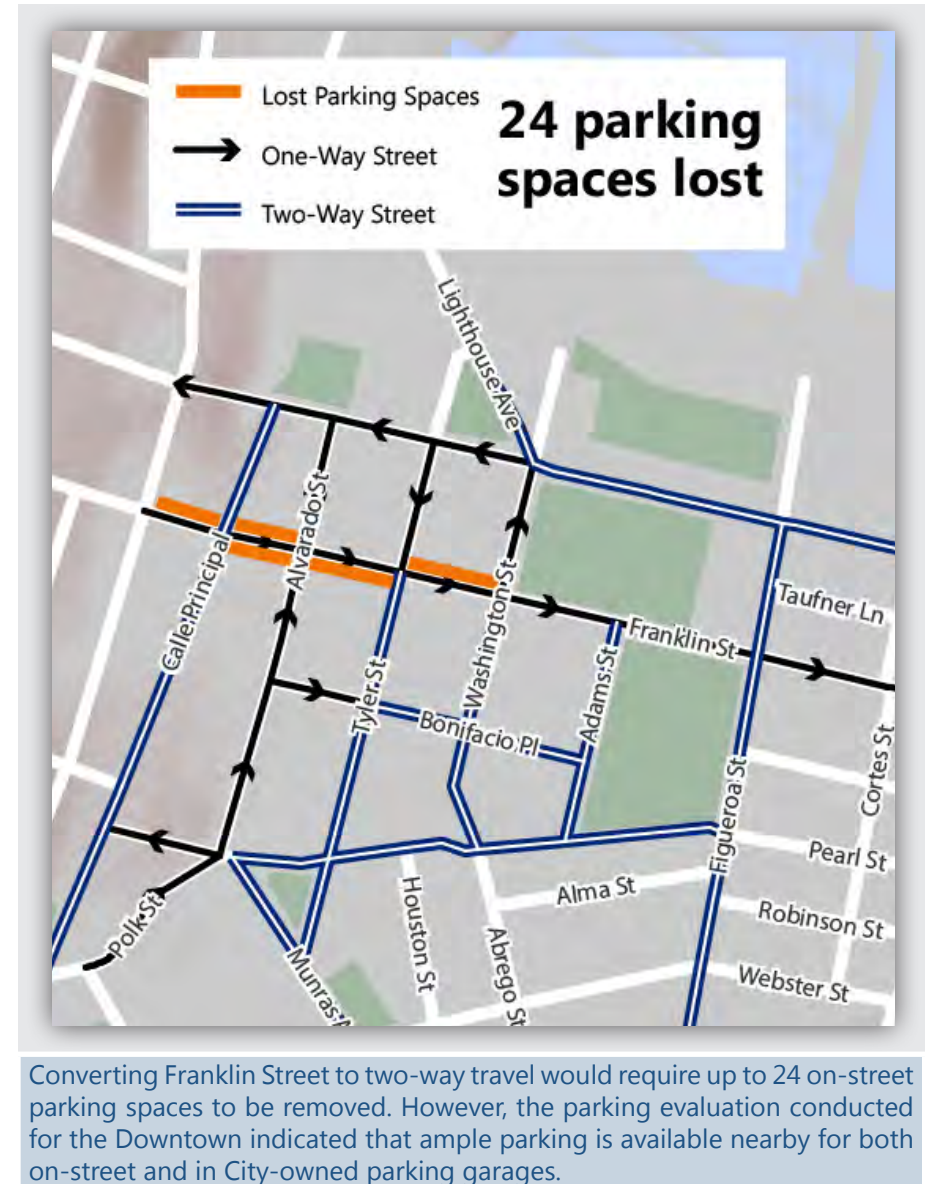 Lost Parking Spaces
One-Way Street
Two-Way Street
24 parking
spaces lost
Lighthouse Ave
Alvarado St
Calle Principal
Washington St
Taufner Ln
Franklin St
Adams St
Tyler St
Bonifacio Pl
Cortes St
Figueroa St
Pearl St
Alma St
Polk St
Houston St
Robinson St
Abrego St
Munras
Webster St
Converting Franklin Street to two-way travel would require up to 24 on-street
parking spaces to be removed. However, the parking evaluation conducted
for the Downtown indicated that ample parking is available nearby for both
on-street and in City-owned parking garages.